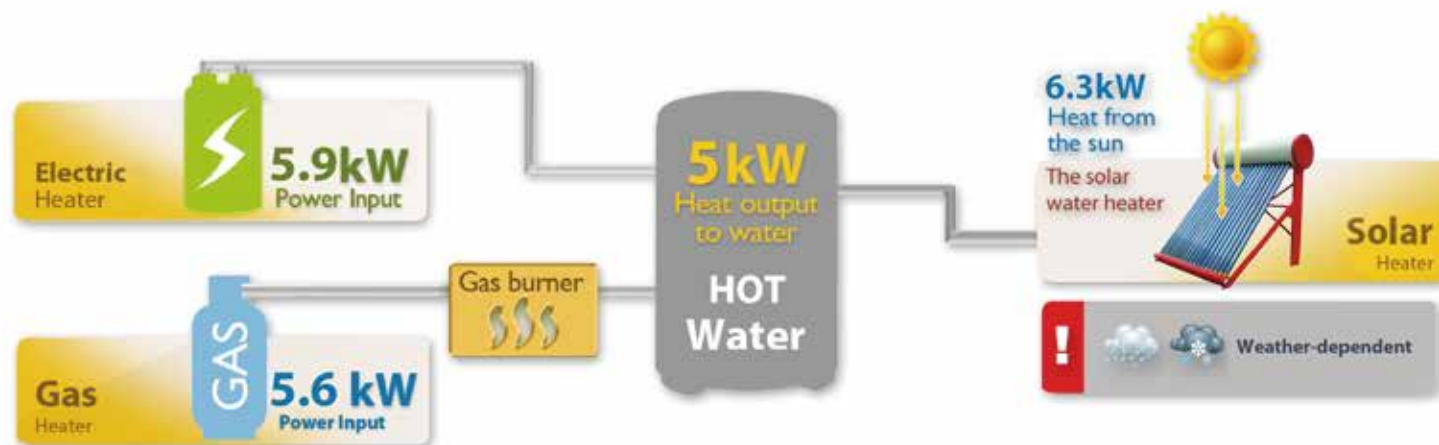 Electric
Heater
5.9kW
Power Input
GAS
Gas
Heater
5.6 kW
Power Input
Gas burner
5kW
Heat output
to water
HOT
Water
6.3kW
Heat from
the sun
The solar
water heater
Solar
Heater
!
Weather-dependent